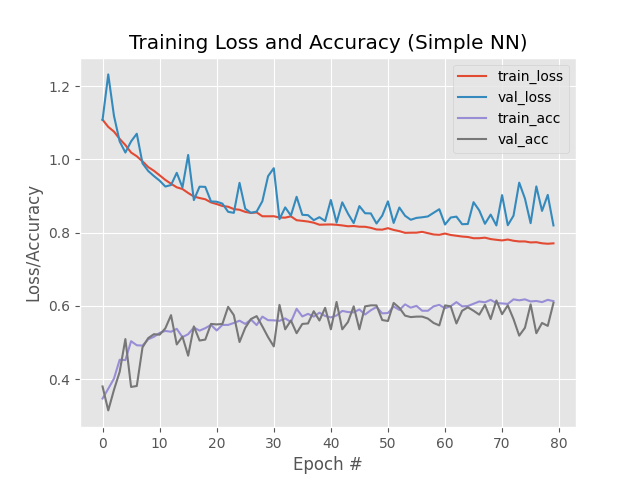 Training Loss and Accuracy (Simple NN)
train_loss
val_loss
train_acc
val_acc
1.2
1.0
0.8
0.6
0.4
Loss/Accuracy
0 10 20 30 40 50 60 70 80
Epoch #